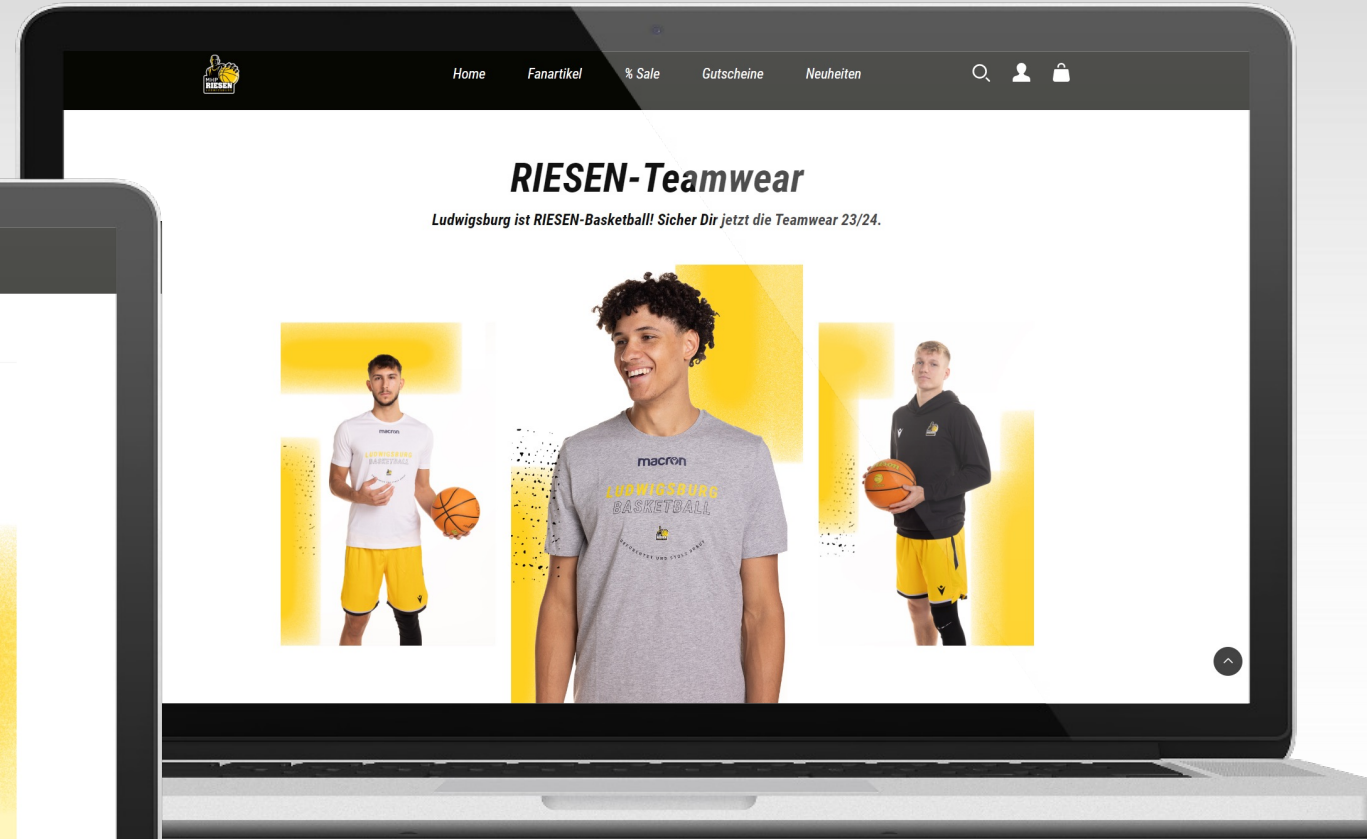 MHP
RIESEN
Home Fanartikel % Sale Gutscheine Neuheiten
RIESEN-Teamwear
Ludwigsburg ist RIESEN-Basketball! Sicher Dir jetzt die Teamwear 23/24.
macron
LUDWIGSBURG
BASKETBALL
macron
LUDWIGSBURG
BASKETBALL